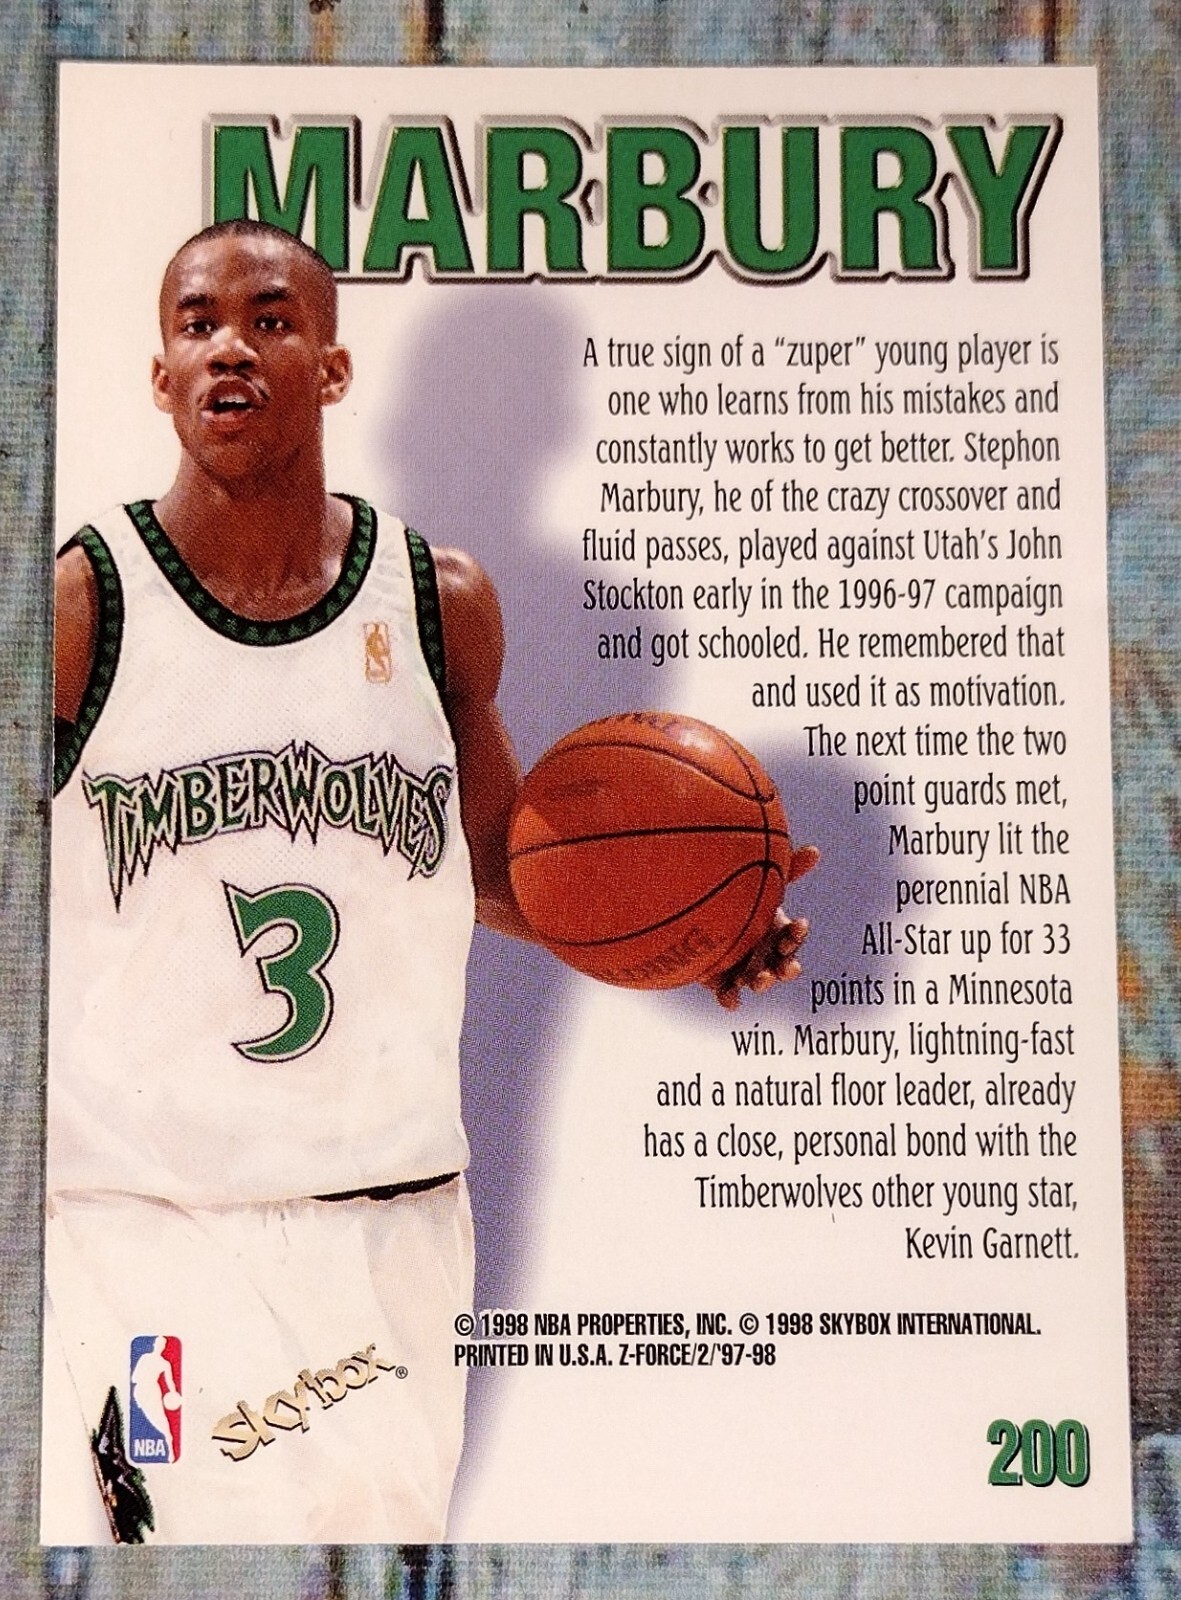 MARBURY
A true sign of a "zuper" young player is
one who learns from his mistakes and
constantly works to get better. Stephon
Marbury, he of the crazy crossover and
fluid passes, played against Utah's John
Stockton early in the 1996-97 campaign
and got schooled. He remembered that
and used it as motivation.
The next time the two
point guards met,
Marbury lit the
perennial NBA
All-Star up for 33
points in a Minnesota
win. Marbury, lightning-fast
and a natural floor leader, already
has a close, personal bond with the
Timberwolves other young star,
Kevin Garnett.
TIMBERWOLVES
3
© 1998 NBA PROPERTIES, INC. © 1998 SKYBOX INTERNATIONAL.
PRINTED IN U.S.A. Z-FORCE/2/'97-98
NBA
Skybox®
200